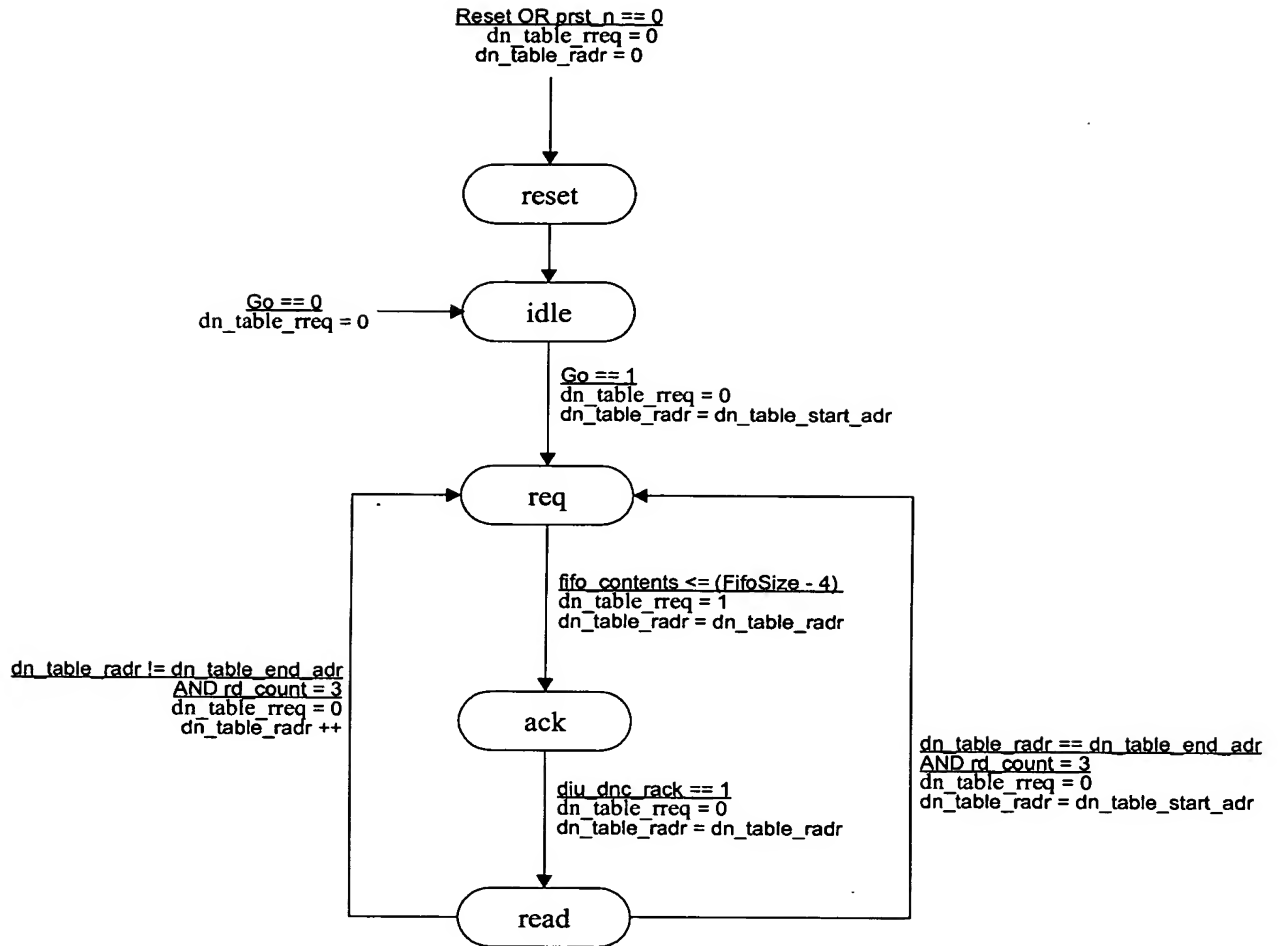 Reset OR prst_n == 0
dn_table_rreq = 0
dn_table_radr = 0
reset
idle
Go == 0
dn_table_rreq = 0
Go == 1
dn_table_rreq = 0
dn_table_radr = dn_table_start_adr
req
fifo_contents <= (FifoSize - 4)
dn_table_rreq = 1
dn_table_radr = dn_table_radr
dn_table_radr != dn_table_end_adr
AND rd_count = 3
dn_table_rreq = 0
dn_table_radr ++
ack
dn_table_radr == dn_table_end_adr
AND rd_count = 3
dn_table_rreq = 0
dn_table_radr = dn_table_start_adr
diu_dnc_rack == 1
dn_table_rreq = 0
dn_table_radr = dn_table_radr
read